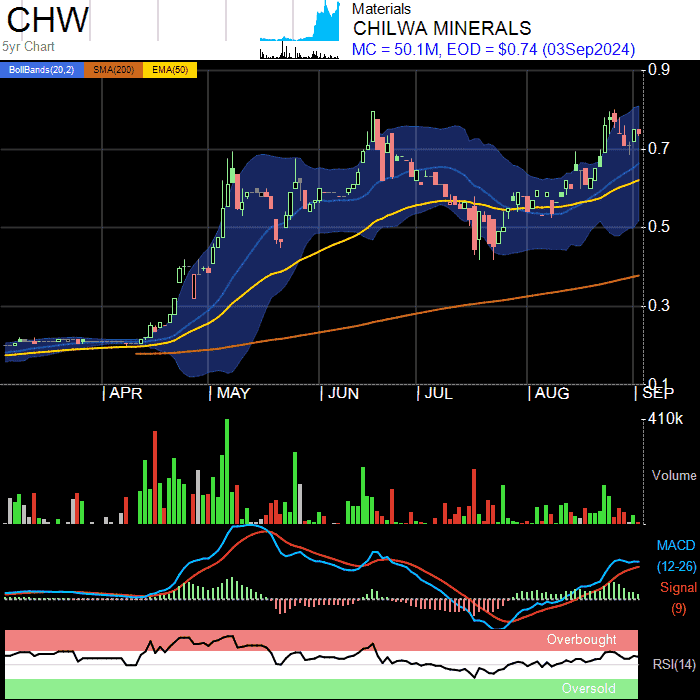 CHW
5yr Chart
Materials
CHILWA MINERALS
MC = 50.1M, EOD = $0.74 (03Sep2024)
BollBands(20,2) SMA(200) EMA(50)
0.9
0.7
0.5
0.3
0.1
APR MAY JUN JUL AUG SEP
410k
Volume
MACD
(12-26)
Signal
(9)
Overbought
RSI(14)
Oversold